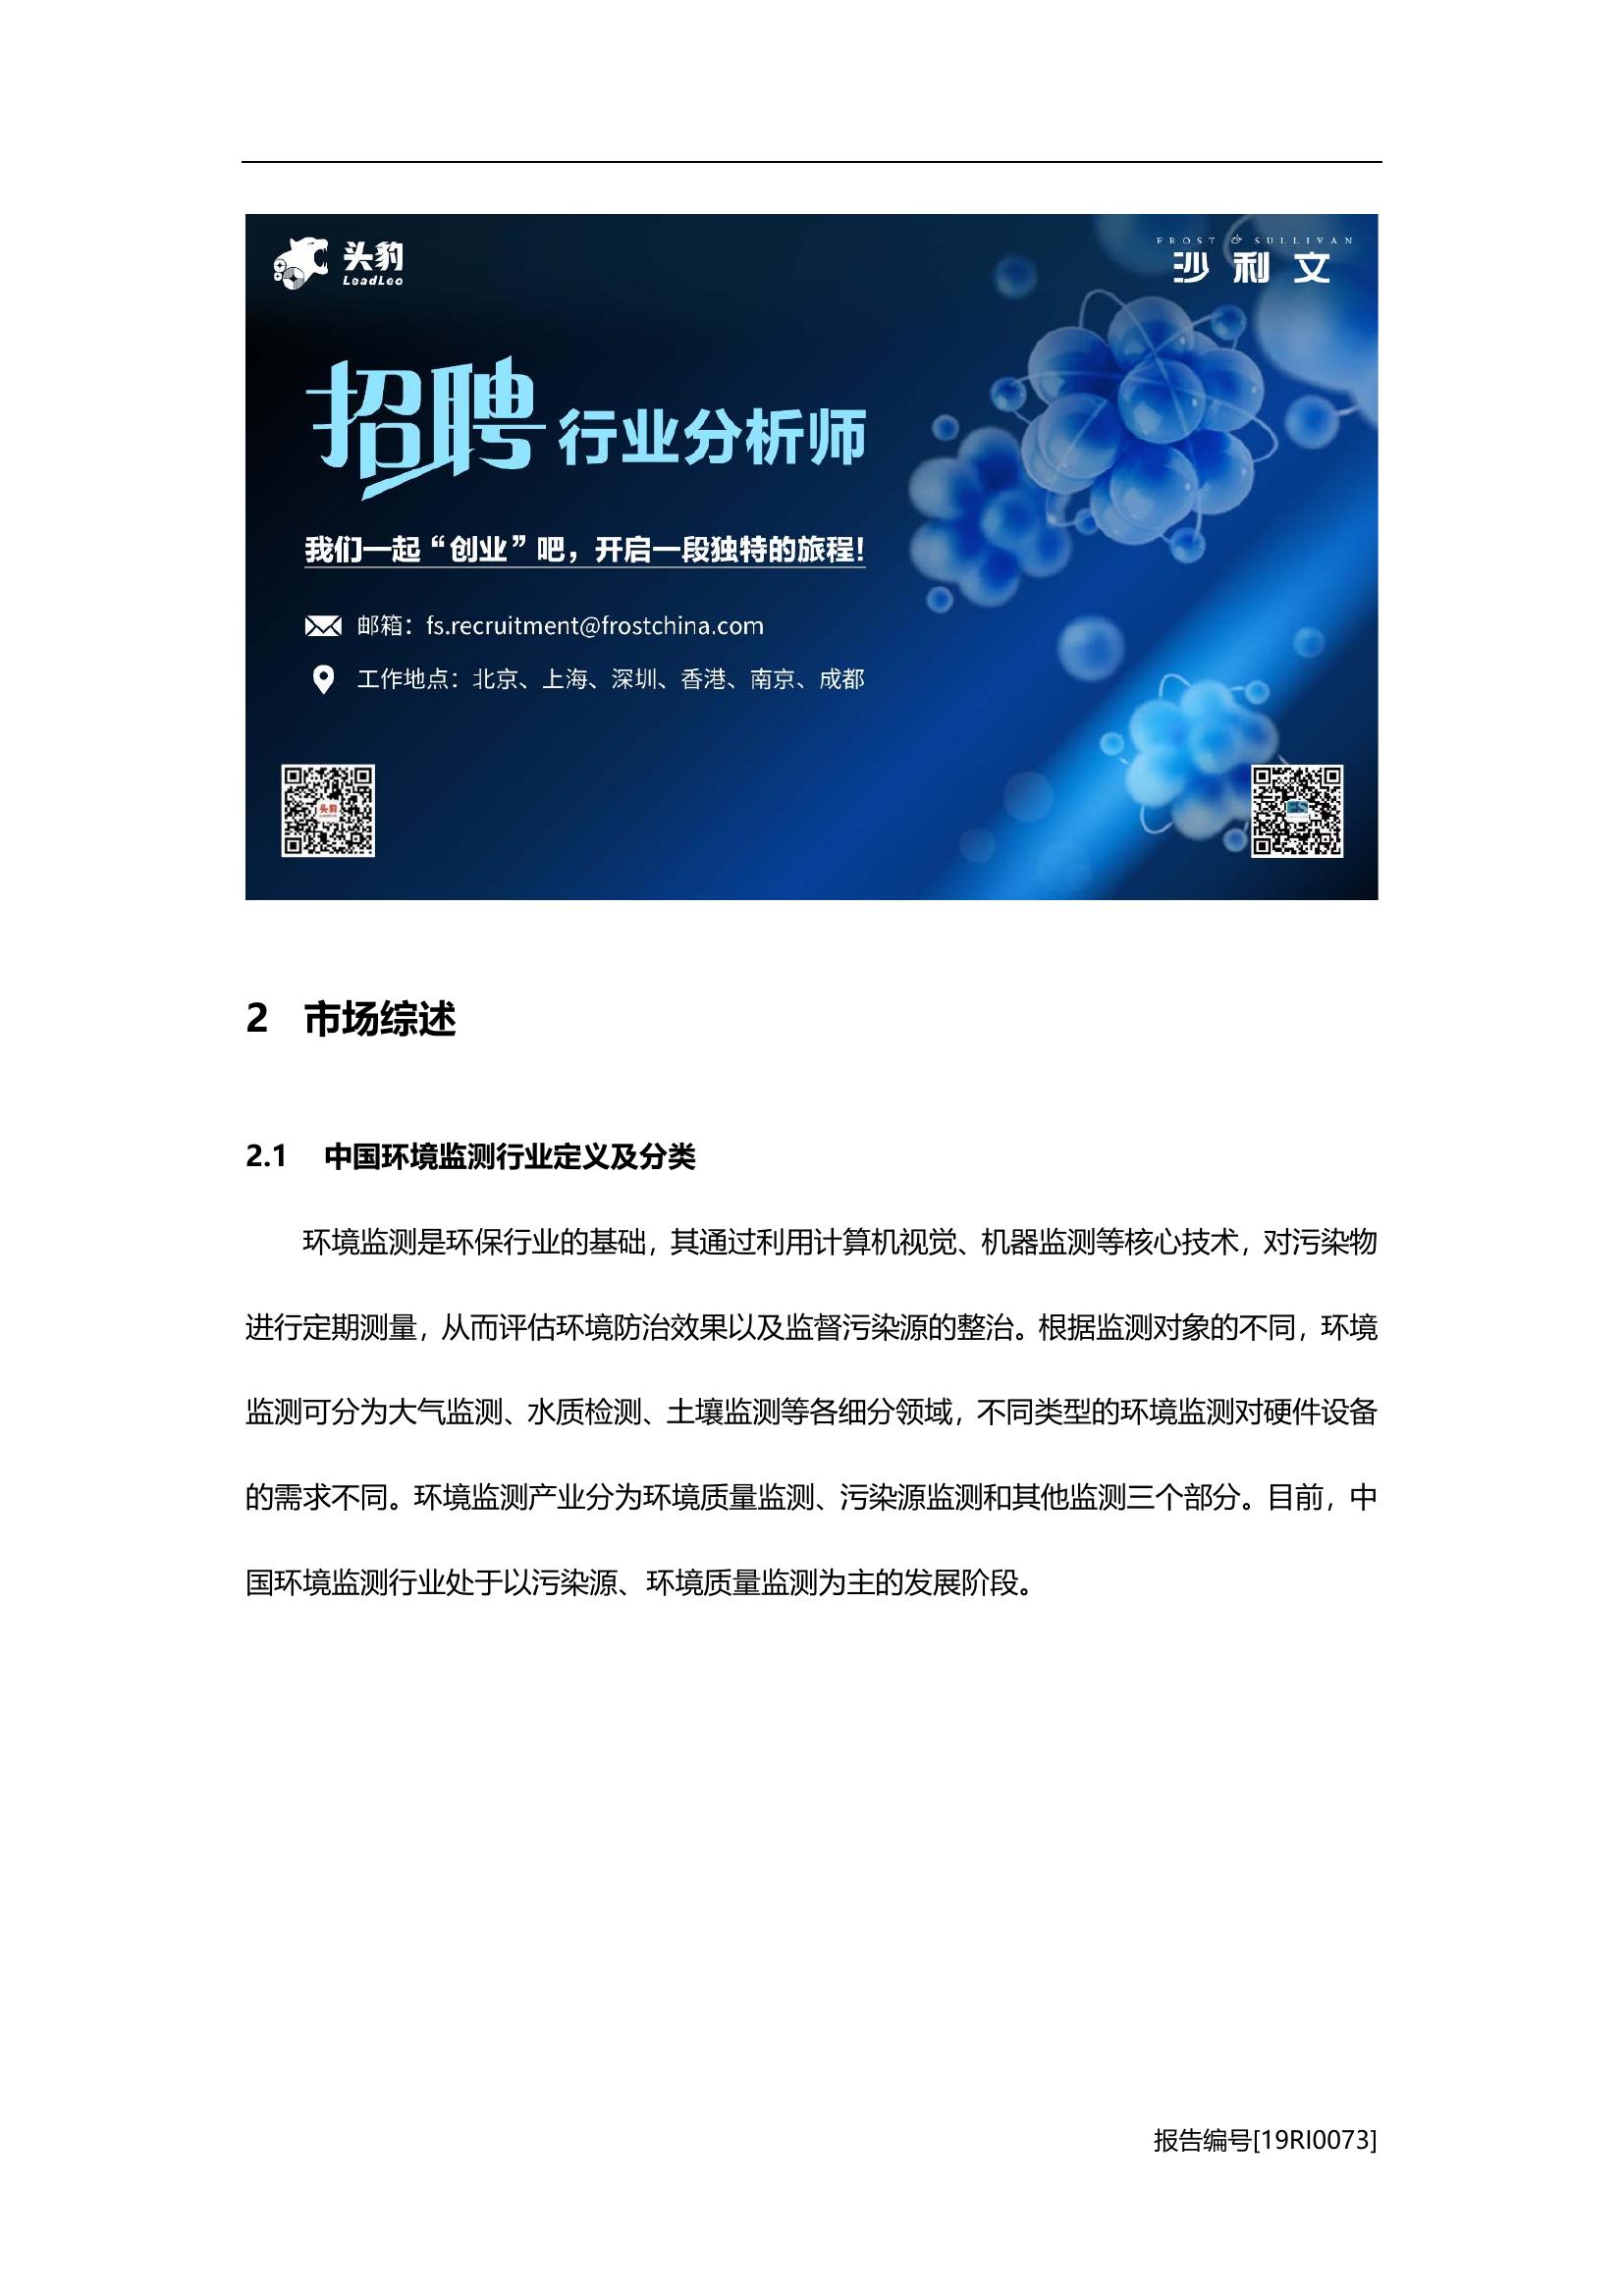 头豹
LeadLeo
FROST & SULLIVAN
沙利文
招聘 行业分析师
我们一起“创业”吧，开启一段独特的旅程！
邮箱：fs.recruitment@frostchina.com
工作地点：北京、上海、深圳、香港、南京、成都
头豹
2 市场综述
2.1 中国环境监测行业定义及分类
环境监测是环保行业的基础，其通过利用计算机视觉、机器监测等核心技术，对污染物
进行定期测量，从而评估环境防治效果以及监督污染源的整治。根据监测对象的不同，环境
监测可分为大气监测、水质检测、土壤监测等各细分领域，不同类型的环境监测对硬件设备
的需求不同。环境监测产业分为环境质量监测、污染源监测和其他监测三个部分。目前，中
国环境监测行业处于以污染源、环境质量监测为主的发展阶段。
报告编号[19RI0073]